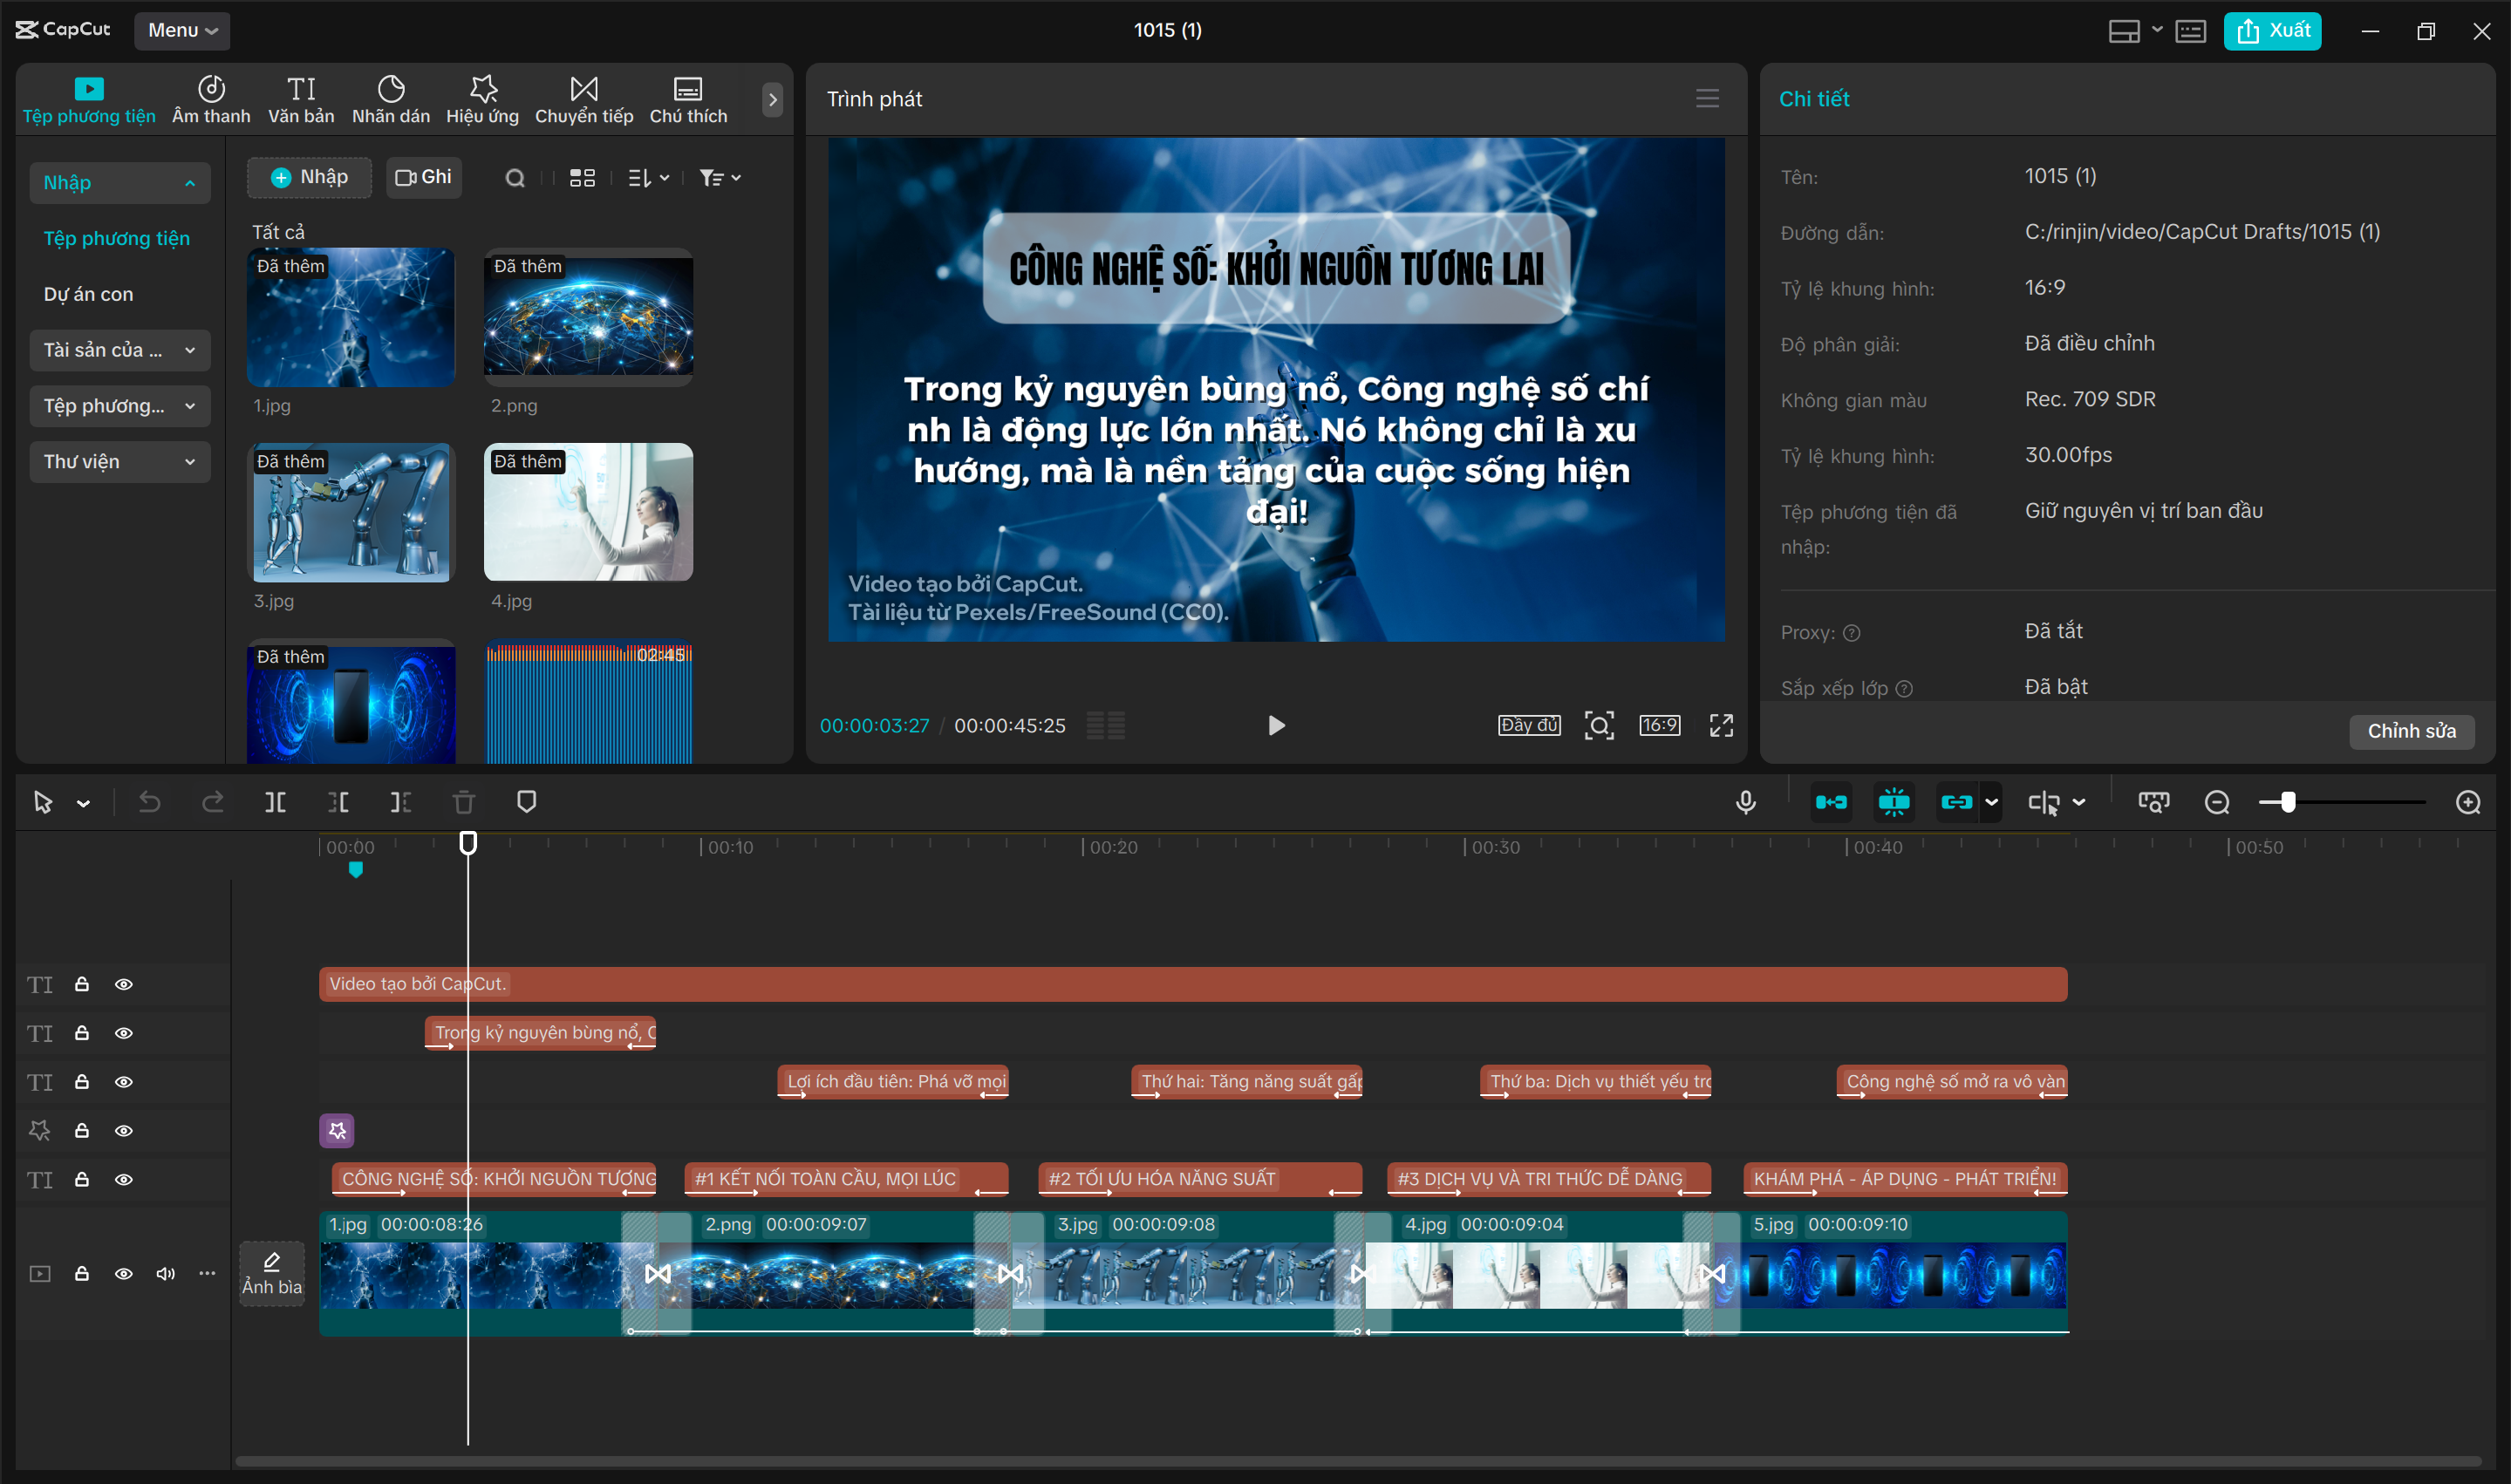 CapCut
Menu
1015 (1)
Xuất
Tệp phương tiện
Âm thanh
Văn bản
Nhãn dán
Hiệu ứng
Chuyển tiếp
Chú thích
Nhập
Tệp phương tiện
Dự án con
Tài sản của ...
Tệp phương...
Thư viện
Nhập
Ghi
Tất cả
Đã thêm
1.jpg
Đã thêm
2.png
Đã thêm
3.jpg
Đã thêm
4.jpg
Đã thêm
02:45
Trình phát
CÔNG NGHỆ SỐ: KHỞI NGUỒN TƯƠNG LAI
Trong kỷ nguyên bùng nổ, Công nghệ số chí
nh là động lực lớn nhất. Nó không chỉ là xu
hướng, mà là nền tảng của cuộc sống hiện
đại!
Video tạo bởi CapCut.
Tài liệu từ Pexels/FreeSound (CC0).
00:00:03:27 / 00:00:45:25
Đầy đủ
16:9
Chi tiết
Tên: 1015 (1)
Đường dẫn: C:/rinjin/video/CapCut Drafts/1015 (1)
Tỷ lệ khung hình: 16:9
Độ phân giải: Đã điều chỉnh
Không gian màu Rec. 709 SDR
Tỷ lệ khung hình: 30.00fps
Tệp phương tiện đã Giữ nguyên vị trí ban đầu
nhập:
Proxy: Đã tắt
Sắp xếp lớp Đã bật
Chỉnh sửa
00:00 00:10 00:20 00:30 00:40 00:50
TI Video tạo bởi CapCut.
TI Trong kỷ nguyên bùng nổ, C
TI Lợi ích đầu tiên: Phá vỡ mọi Thứ hai: Tăng năng suất gấp Thứ ba: Dịch vụ thiết yếu trc Công nghệ số mở ra vô vàn
TI CÔNG NGHỆ SỐ: KHỞI NGUỒN TƯƠNG #1 KẾT NỐI TOÀN CẦU, MỌI LÚC #2 TỐI ƯU HÓA NĂNG SUẤT #3 DỊCH VỤ VÀ TRI THỨC DỄ DÀNG KHÁM PHÁ - ÁP DỤNG - PHÁT TRIỂN!
1.jpg 00:00:08:26 2.png 00:00:09:07 3.jpg 00:00:09:08 4.jpg 00:00:09:04 5.jpg 00:00:09:10
Ảnh bìa